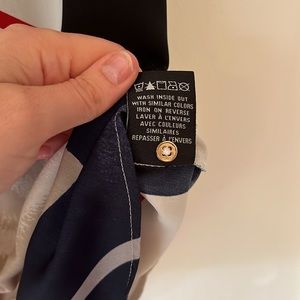 WASH INSIDE OUT
WITH SIMILAR COLORS
IRON ON REVERSE
LAVER À L'ENVERS
AVEC COULEURS
SIMILAIRES
REPASSER À L'ENVERS